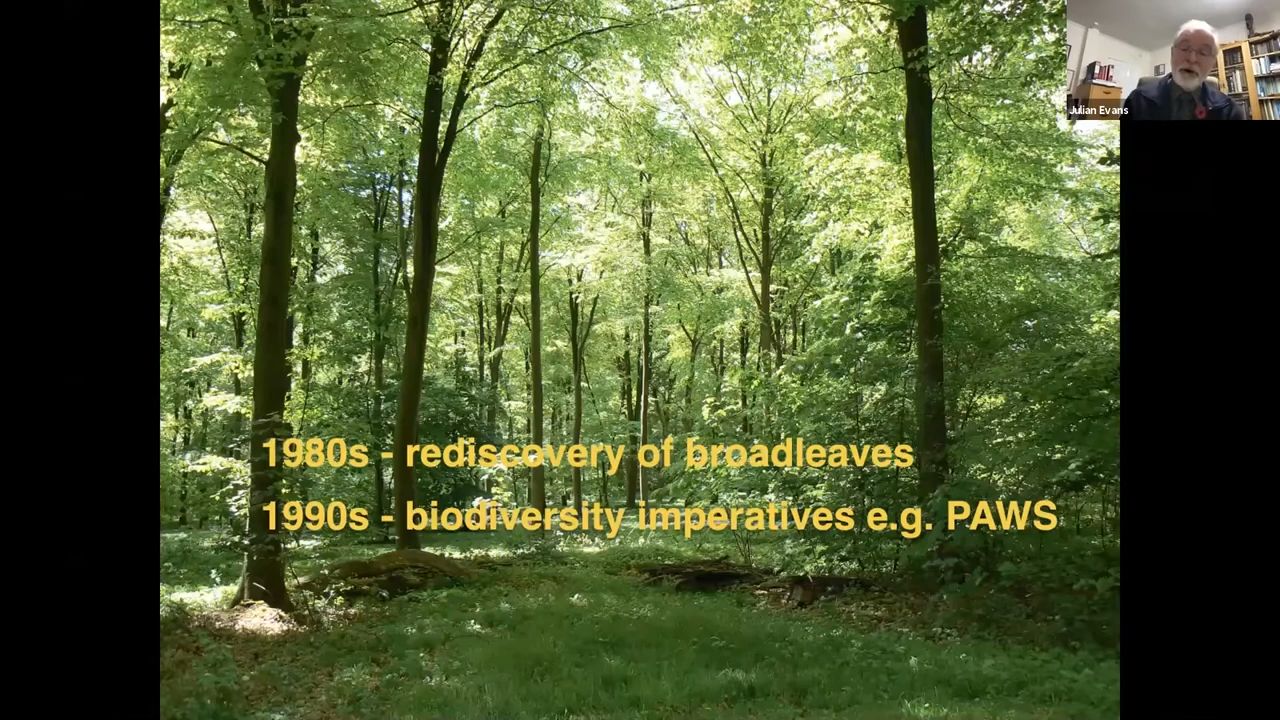 Julian Evans
1980s - rediscovery of broadleaves
1990s - biodiversity imperatives e.g. PAWS